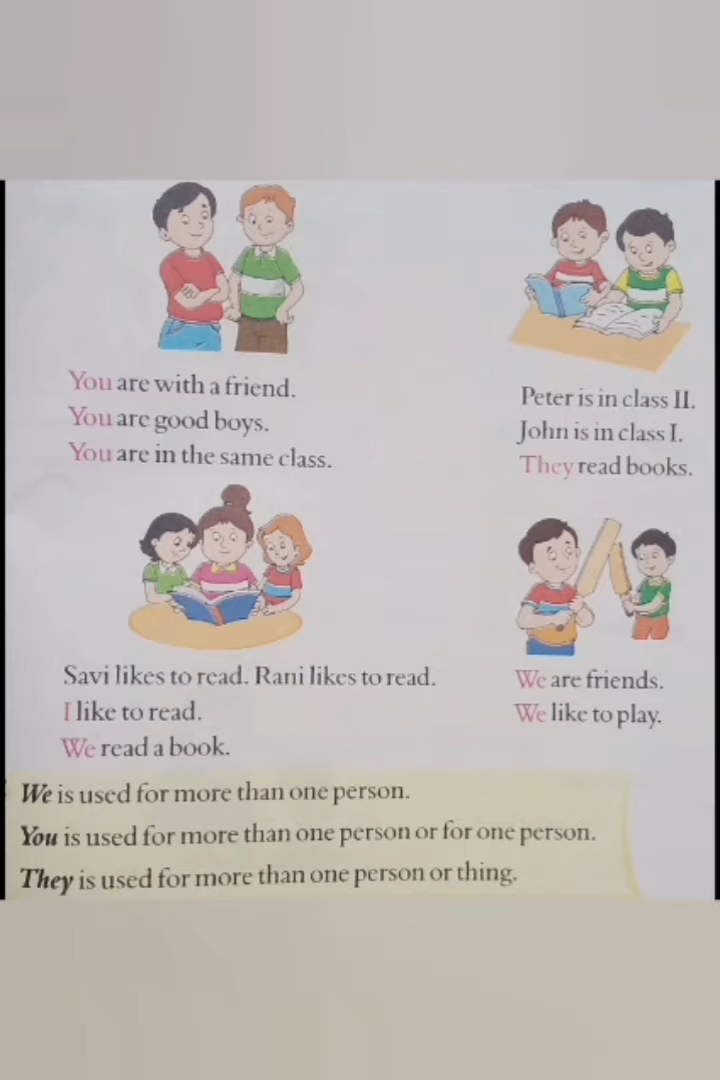 You are with a friend.
You are good boys.
You are in the same class.
Peter is in class II.
John is in class I.
They read books.
Savi likes to read. Rani likes to read.
I like to read.
We read a book.
We are friends.
We like to play.
We is used for more than one person.
You is used for more than one person or for one person.
They is used for more than one person or thing.